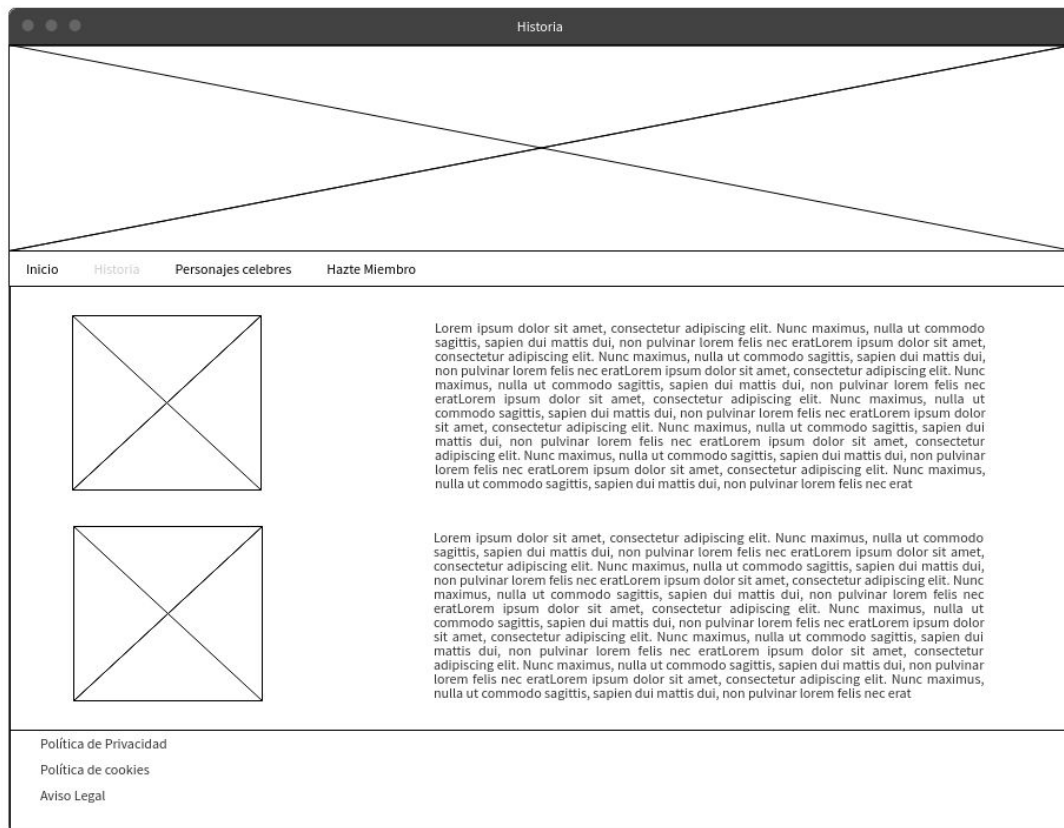 Historia
Inicio Historia Personajes celebres Hazte Miembro
Lorem ipsum dolor sit amet, consectetur adipiscing elit. Nunc maximus, nulla ut commodo
sagittis, sapien dui mattis dui, non pulvinar lorem felis nec eratLorem ipsum dolor sit amet,
consectetur adipiscing elit. Nunc maximus, nulla ut commodo sagittis, sapien dui mattis dui,
non pulvinar lorem felis nec eratLorem ipsum dolor sit amet, consectetur adipiscing elit. Nunc
maximus, nulla ut commodo sagittis, sapien dui mattis dui, non pulvinar lorem felis nec
eratLorem ipsum dolor sit amet, consectetur adipiscing elit. Nunc maximus, nulla ut
commodo sagittis, sapien dui mattis dui, non pulvinar lorem felis nec eratLorem ipsum dolor
sit amet, consectetur adipiscing elit. Nunc maximus, nulla ut commodo sagittis, sapien dui
mattis dui, non pulvinar lorem felis nec eratLorem ipsum dolor sit amet, consectetur
adipiscing elit. Nunc maximus, nulla ut commodo sagittis, sapien dui mattis dui, non pulvinar
lorem felis nec eratLorem ipsum dolor sit amet, consectetur adipiscing elit. Nunc maximus,
nulla ut commodo sagittis, sapien dui mattis dui, non pulvinar lorem felis nec erat
Lorem ipsum dolor sit amet, consectetur adipiscing elit. Nunc maximus, nulla ut commodo
sagittis, sapien dui mattis dui, non pulvinar lorem felis nec eratLorem ipsum dolor sit amet,
consectetur adipiscing elit. Nunc maximus, nulla ut commodo sagittis, sapien dui mattis dui,
non pulvinar lorem felis nec eratLorem ipsum dolor sit amet, consectetur adipiscing elit. Nunc
maximus, nulla ut commodo sagittis, sapien dui mattis dui, non pulvinar lorem felis nec
eratLorem ipsum dolor sit amet, consectetur adipiscing elit. Nunc maximus, nulla ut
commodo sagittis, sapien dui mattis dui, non pulvinar lorem felis nec eratLorem ipsum dolor
sit amet, consectetur adipiscing elit. Nunc maximus, nulla ut commodo sagittis, sapien dui
mattis dui, non pulvinar lorem felis nec eratLorem ipsum dolor sit amet, consectetur
adipiscing elit. Nunc maximus, nulla ut commodo sagittis, sapien dui mattis dui, non pulvinar
lorem felis nec eratLorem ipsum dolor sit amet, consectetur adipiscing elit. Nunc maximus,
nulla ut commodo sagittis, sapien dui mattis dui, non pulvinar lorem felis nec erat
Política de Privacidad
Política de cookies
Aviso Legal